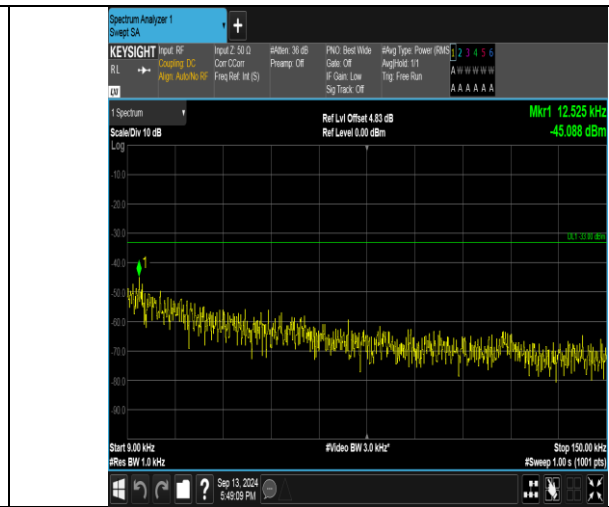 Spectrum Analyzer 1
Swept SA
+
KEYSIGHT Input: RF Input Z: 50 Ω #Atten: 36 dB PNO: Best Wide #Avg Type: Power (RMS 1 2 3 4 5 6
RL Coupling: DC Corr CCorr Preamp: Off Gate: Off Avg|Hold: 1/1 A W W W W W
Align: Auto/No RF Freq Ref: Int (S) IF Gain: Low Trig: Free Run A A A A A A
LXI Sig Track: Off
1 Spectrum Ref Lvl Offset 4.83 dB Mkr1 12.525 kHz
Scale/Div 10 dB Ref Level 0.00 dBm -45.088 dBm
Log
-10.0
-20.0
-30.0
DL1 -33.00 dBm
-40.0
1
-50.0
-60.0
-70.0
-80.0
-90.0
Start 9.00 kHz #Video BW 3.0 kHz* Stop 150.00 kHz
#Res BW 1.0 kHz #Sweep 1.00 s (1001 pts)
? Sep 13, 2024
5:49:09 PM